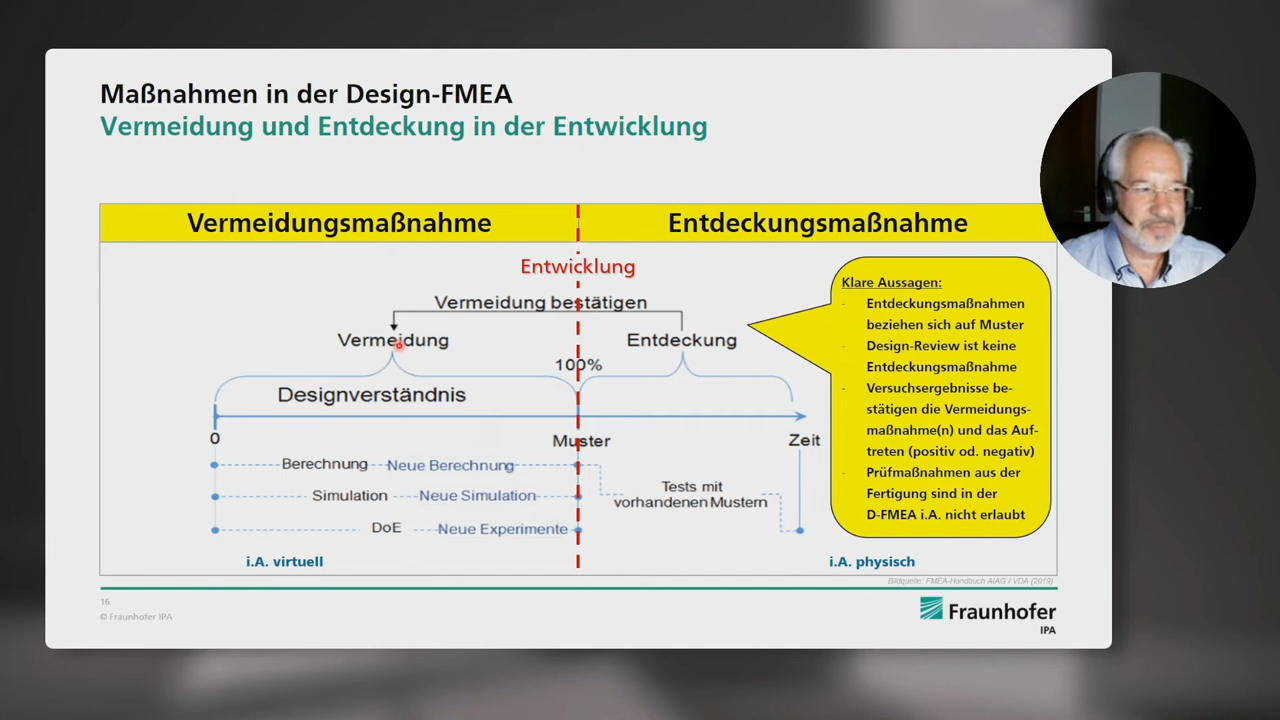 Maßnahmen in der Design-FMEA
Vermeidung und Entdeckung in der Entwicklung
Vermeidungsmaßnahme
Entdeckungsmaßnahme
Entwicklung
Vermeidung bestätigen
Vermeidung
Entdeckung
100%
Designverständnis
0
Muster
Zeit
Berechnung
Neue Berechnung
Simulation
Neue Simulation
DoE
Neue Experimente
Tests mit
vorhandenen Mustern
i.A. virtuell
i.A. physisch
Klare Aussagen:
- Entdeckungsmaßnahmen
beziehen sich auf Muster
- Design-Review ist keine
Entdeckungsmaßnahme
- Versuchsergebnisse be-
stätigen die Vermeidungs-
maßnahme(n) und das Auf-
treten (positiv od. negativ)
- Prüfmaßnahmen aus der
Fertigung sind in der
D-FMEA i.A. nicht erlaubt
Bildquelle: FMEA-Handbuch AIAG / VDA (2019)
16
© Fraunhofer IPA
Fraunhofer
IPA